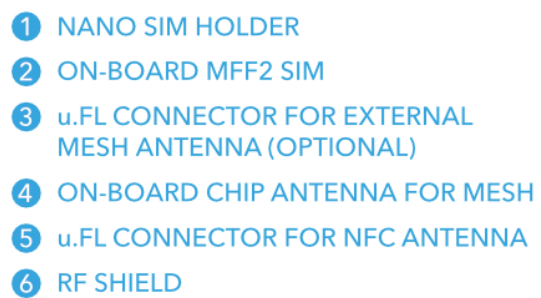 1 NANO SIM HOLDER
2 ON-BOARD MFF2 SIM
3 u.FL CONNECTOR FOR EXTERNAL
MESH ANTENNA (OPTIONAL)
4 ON-BOARD CHIP ANTENNA FOR MESH
5 u.FL CONNECTOR FOR NFC ANTENNA
6 RF SHIELD